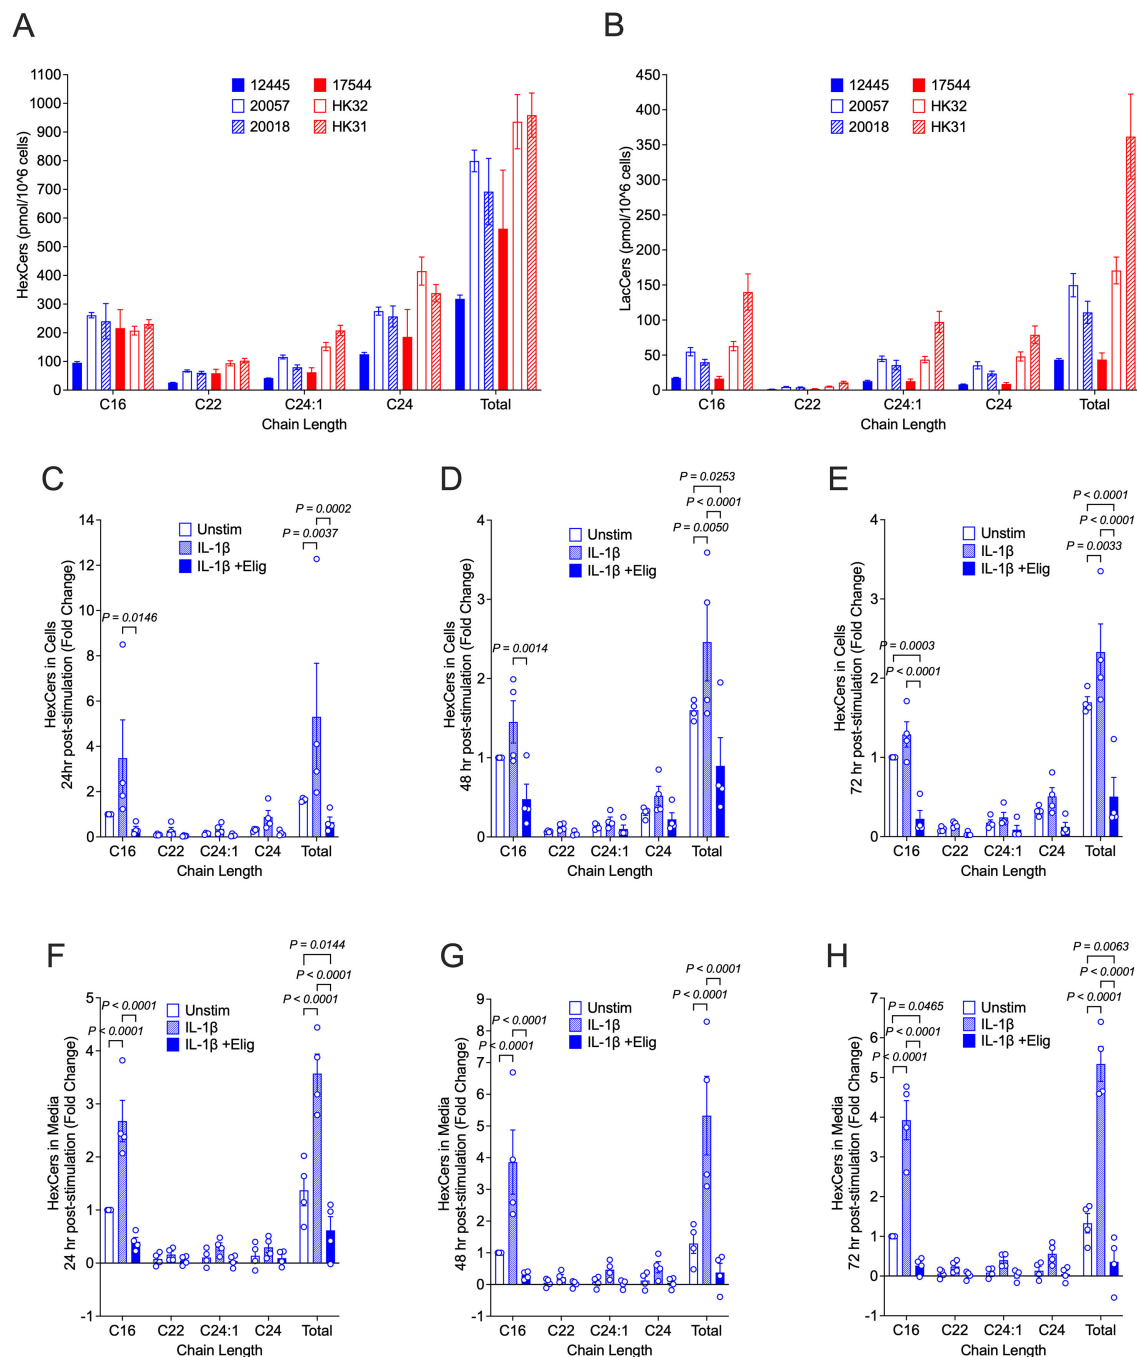 A
HexCers (pmol/10^6 cells)
1100
1000
900
800
700
600
500
400
300
200
100
0
12445
17544
20057
HK32
20018
HK31
C16
C22
C24:1
C24
Total
Chain Length
B
LacCers (pmol/10^6 cells)
450
400
350
300
250
200
150
100
50
0
12445
17544
20057
HK32
20018
HK31
C16
C22
C24:1
C24
Total
Chain Length
C
HexCers in Cells
24hr post-stimulation (Fold Change)
14
12
10
8
6
4
2
0
Unstim
IL-1β
IL-1β +Elig
P = 0.0146
P = 0.0002
P = 0.0037
C16
C22
C24:1
C24
Total
Chain Length
D
HexCers in Cells
48 hr post-stimulation (Fold Change)
4
3
2
1
0
Unstim
IL-1β
IL-1β +Elig
P = 0.0014
P = 0.0253
P < 0.0001
P = 0.0050
C16
C22
C24:1
C24
Total
Chain Length
E
HexCers in Cells
72 hr post-stimulation (Fold Change)
4
3
2
1
0
Unstim
IL-1β
IL-1β +Elig
P = 0.0003
P < 0.0001
P < 0.0001
P < 0.0001
P = 0.0033
C16
C22
C24:1
C24
Total
Chain Length
F
HexCers in Media
24 hr post-stimulation (Fold Change)
5
4
3
2
1
0
-1
Unstim
IL-1β
IL-1β +Elig
P < 0.0001
P < 0.0001
P = 0.0144
P < 0.0001
P < 0.0001
C16
C22
C24:1
C24
Total
Chain Length
G
HexCers in Media
48 hr post-stimulation (Fold Change)
9
8
7
6
5
4
3
2
1
0
-1
Unstim
IL-1β
IL-1β +Elig
P < 0.0001
P < 0.0001
P < 0.0001
P < 0.0001
C16
C22
C24:1
C24
Total
Chain Length
H
HexCers in Media
72 hr post-stimulation (Fold Change)
7
6
5
4
3
2
1
0
-1
Unstim
IL-1β
IL-1β +Elig
P = 0.0465
P < 0.0001
P < 0.0001
P = 0.0063
P < 0.0001
P < 0.0001
C16
C22
C24:1
C24
Total
Chain Length